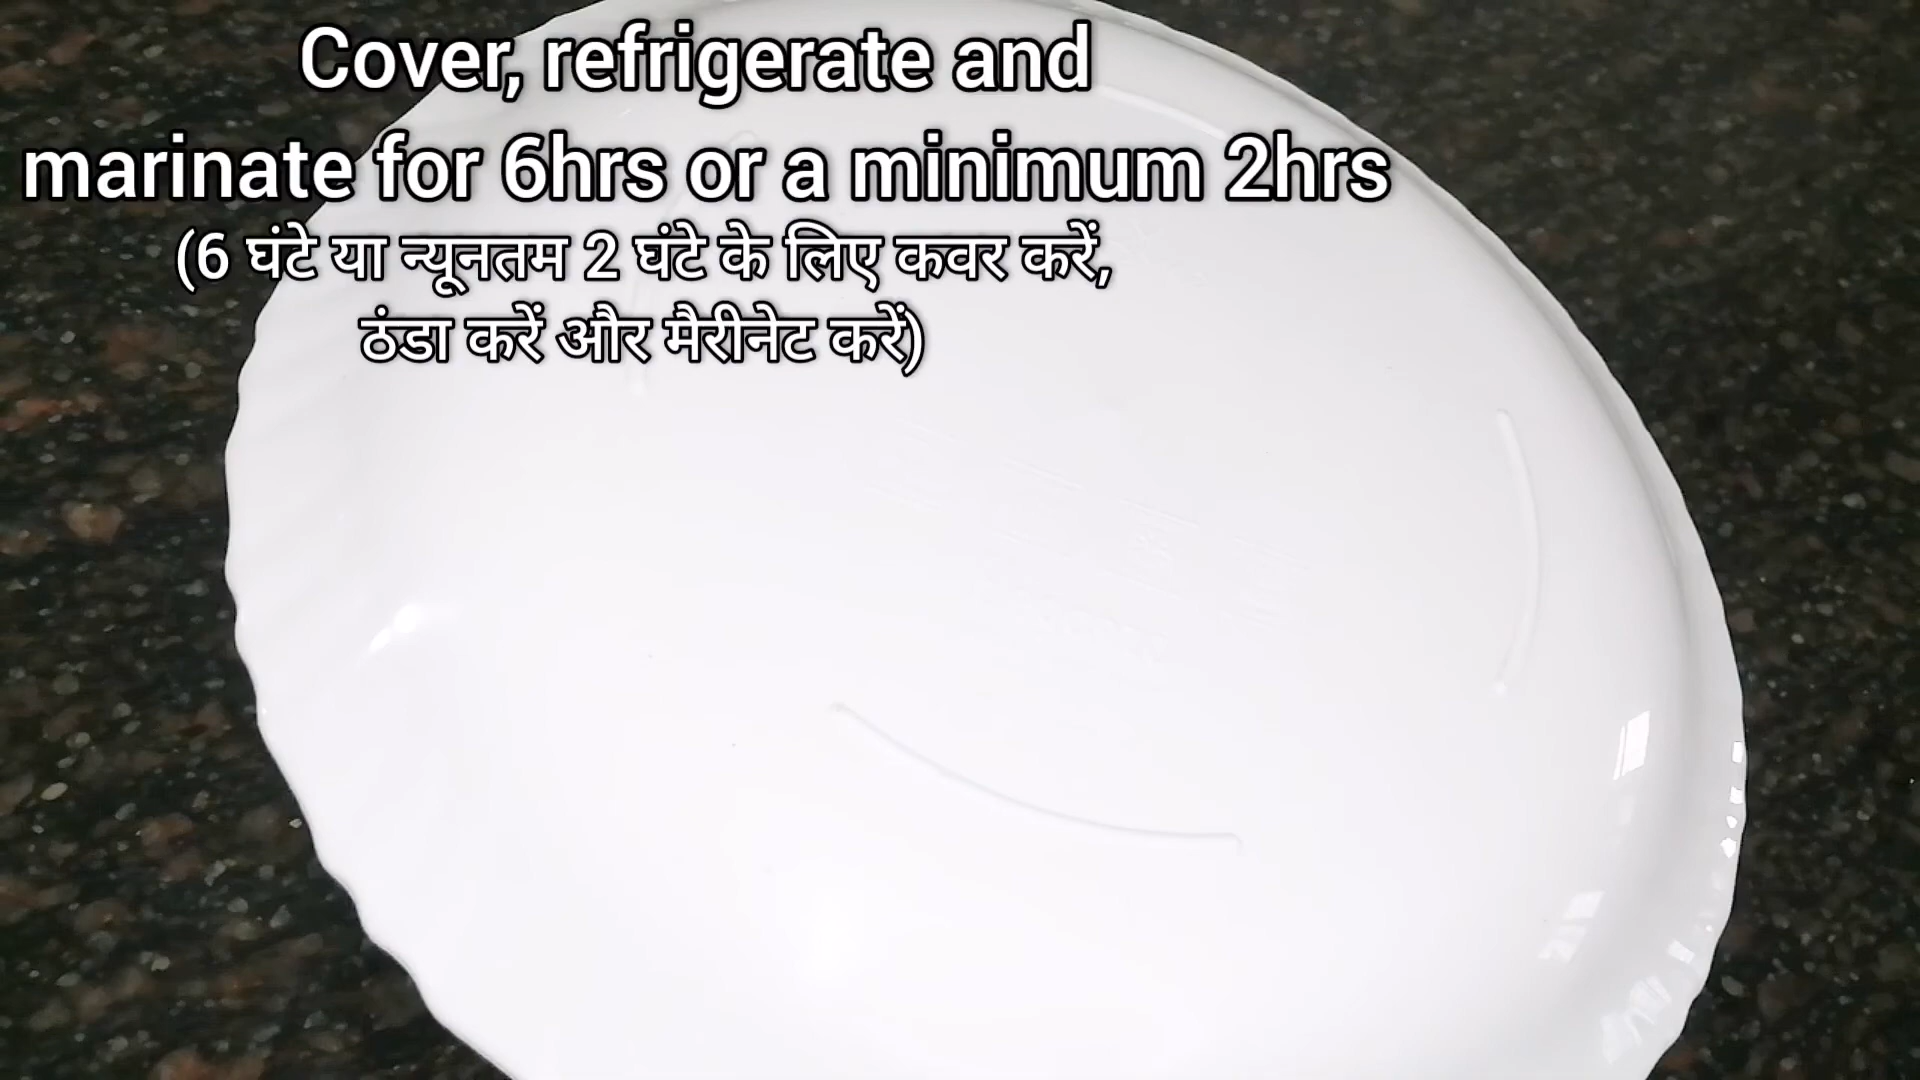 Cover, refrigerate and
marinate for 6hrs or a minimum 2hrs
(6 घंटे या न्यूनतम 2 घंटे के लिए कवर करें,
ठंडा करें और मैरीनेट करें)